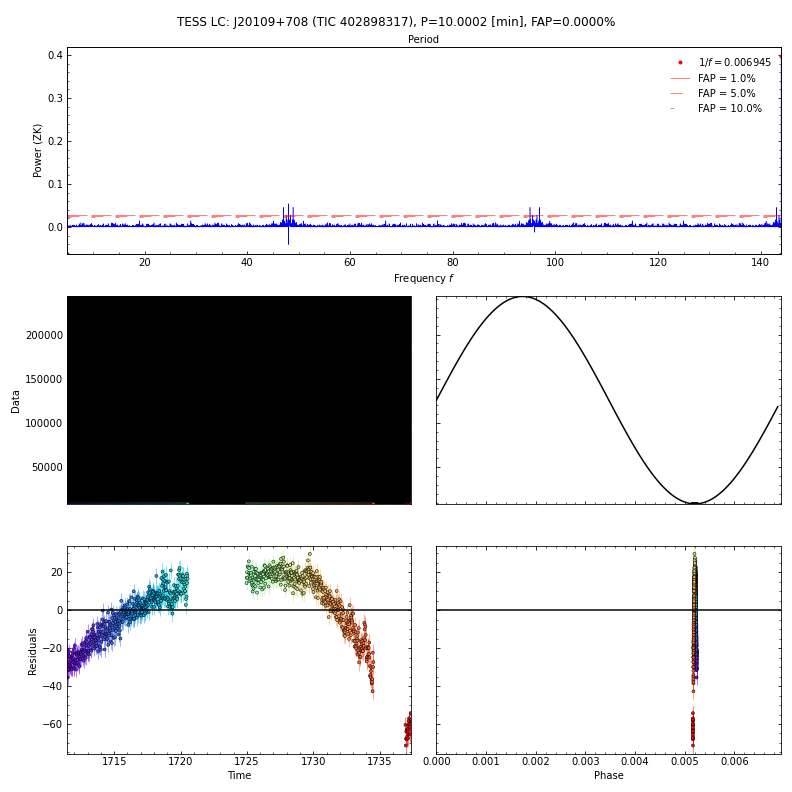 TESS LC: J20109+708 (TIC 402898317), P=10.0002 [min], FAP=0.0000%
Period
0.4
0.3
0.2
0.1
0.0
Power (ZK)
1/f = 0.006945
FAP = 1.0%
FAP = 5.0%
FAP = 10.0%
20 40 60 80 100 120 140
Frequency f
200000
150000
100000
50000
Data
20
0
−20
−40
−60
Residuals
1715 1720 1725 1730 1735
Time
0.000 0.001 0.002 0.003 0.004 0.005 0.006
Phase